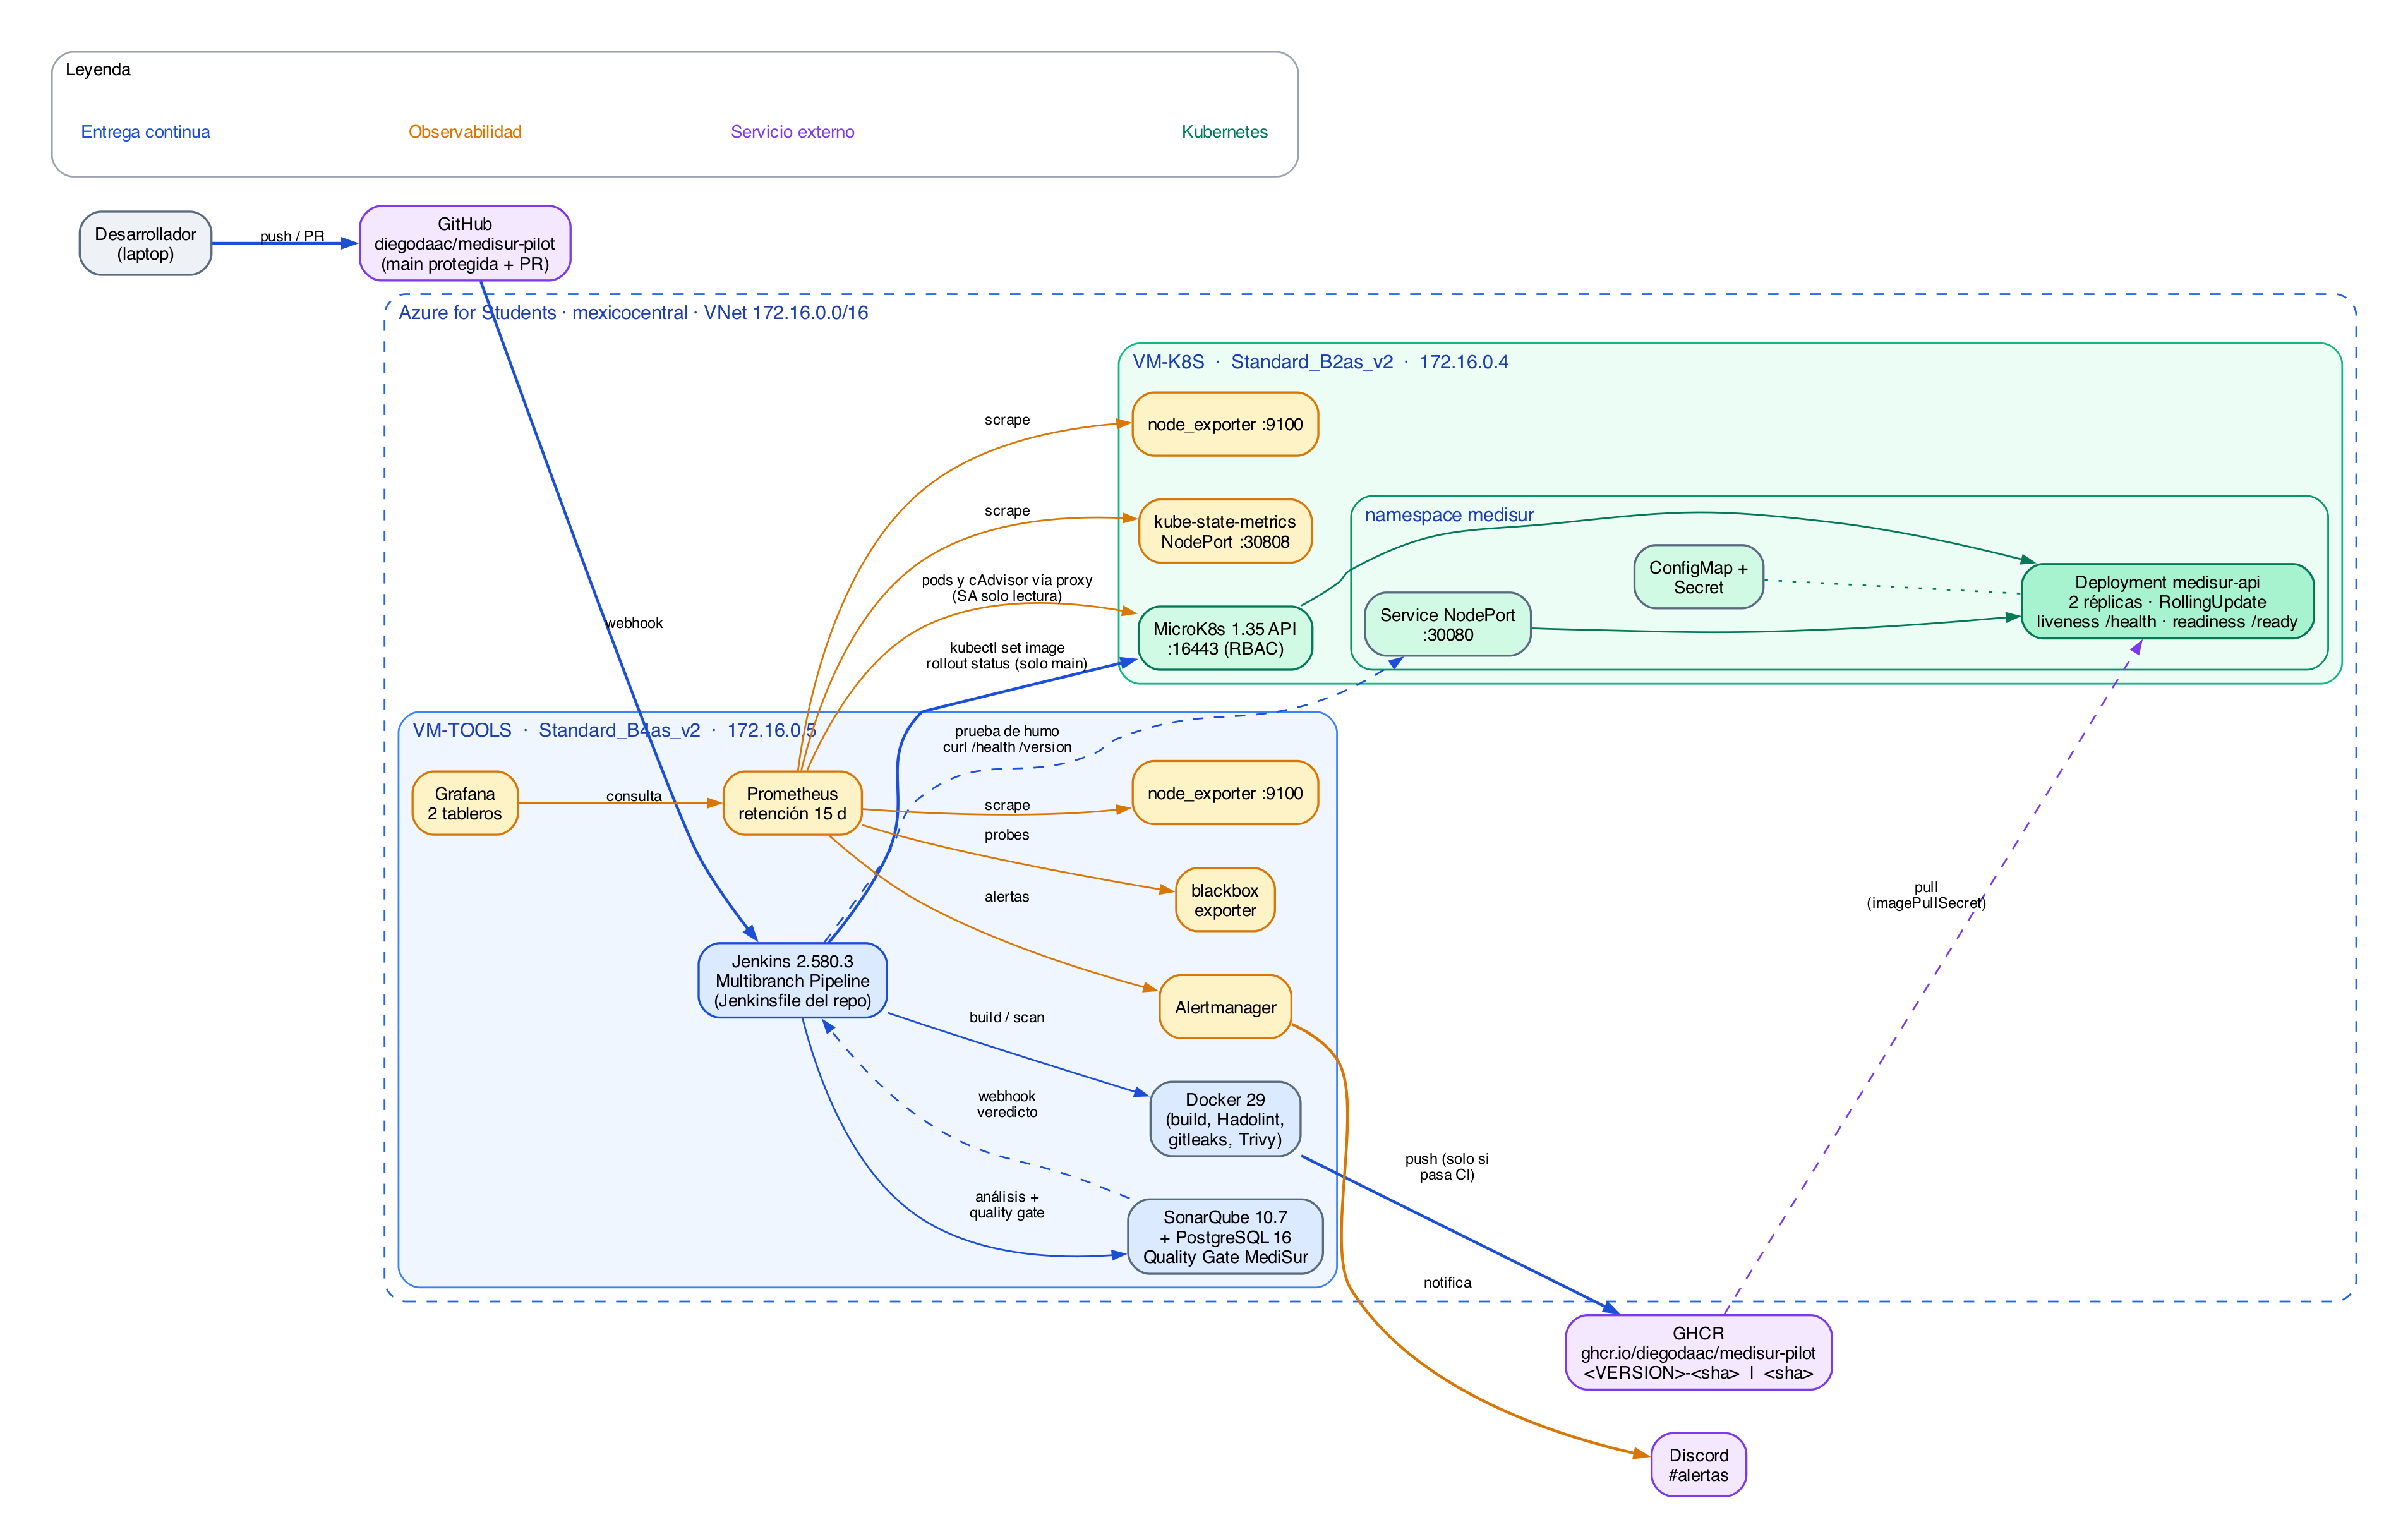 Leyenda
Entrega continua
Observabilidad
Servicio externo
Kubernetes
Desarrollador
(laptop)
push / PR
GitHub
diegodaac/medisur-pilot
(main protegida + PR)
Azure for Students · mexicocentral · VNet 172.16.0.0/16
webhook
VM-K8S · Standard_B2as_v2 · 172.16.0.4
scrape
node_exporter :9100
scrape
kube-state-metrics
NodePort :30808
pods y cAdvisor vía proxy
(SA solo lectura)
MicroK8s 1.35 API
:16443 (RBAC)
kubectl set image
rollout status (solo main)
namespace medisur
Service NodePort
:30080
ConfigMap +
Secret
Deployment medisur-api
2 réplicas · RollingUpdate
liveness /health · readiness /ready
VM-TOOLS · Standard_B4as_v2 · 172.16.0.5
prueba de humo
curl /health /version
Grafana
2 tableros
consulta
Prometheus
retención 15 d
scrape
node_exporter :9100
probes
blackbox
exporter
alertas
Alertmanager
Jenkins 2.580.3
Multibranch Pipeline
(Jenkinsfile del repo)
build / scan
Docker 29
(build, Hadolint,
gitleaks, Trivy)
webhook
veredicto
análisis +
quality gate
SonarQube 10.7
+ PostgreSQL 16
Quality Gate MediSur
pull
(imagePullSecret)
push (solo si
pasa CI)
notifica
GHCR
ghcr.io/diegodaac/medisur-pilot
<VERSION>-<sha> | <sha>
Discord
#alertas